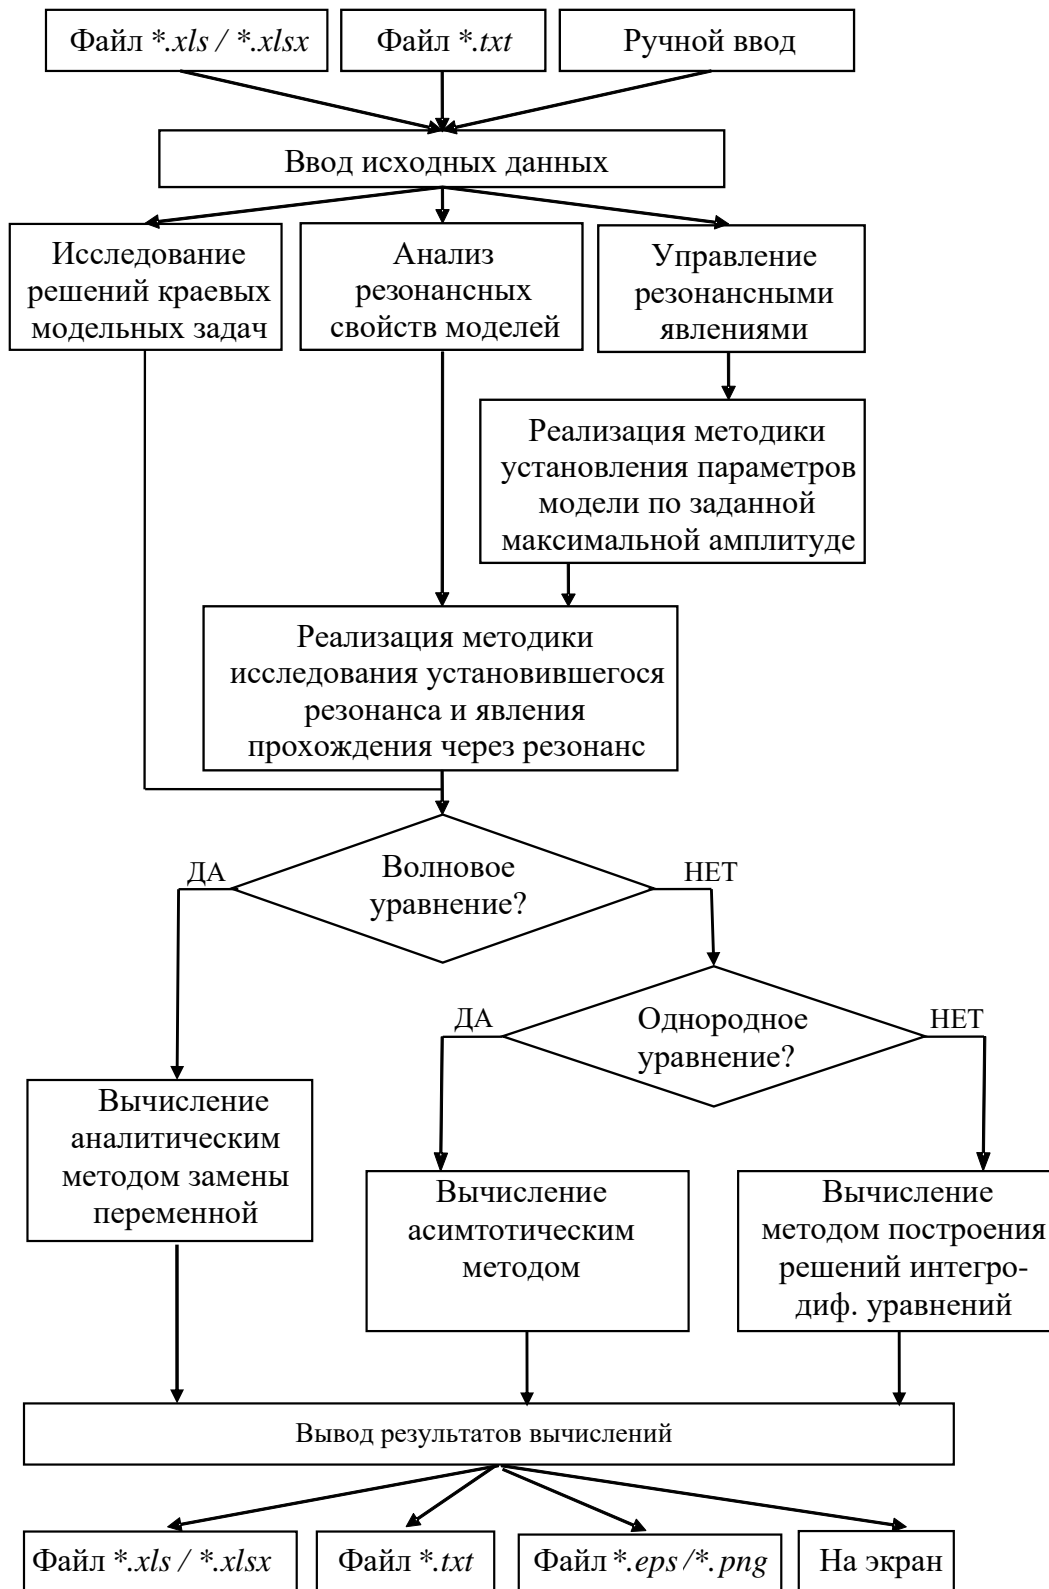 Файл *.xls / *.xlsx
Файл *.txt
Ручной ввод
Ввод исходных данных
Исследование
решений краевых
модельных задач
Анализ
резонансных
свойств моделей
Управление
резонансными
явлениями
Реализация методики
установления параметров
модели по заданной
максимальной амплитуде
Реализация методики
исследования установившегося
резонанса и явления
прохождения через резонанс
Волновое
уравнение?
ДА
НЕТ
Однородное
уравнение?
ДА
НЕТ
Вычисление
аналитическим
методом замены
переменной
Вычисление
асимтотическим
методом
Вычисление
методом построения
решений интегро-
диф. уравнений
Вывод результатов вычислений
Файл *.xls / *.xlsx
Файл *.txt
Файл *.eps /*. png
На экран